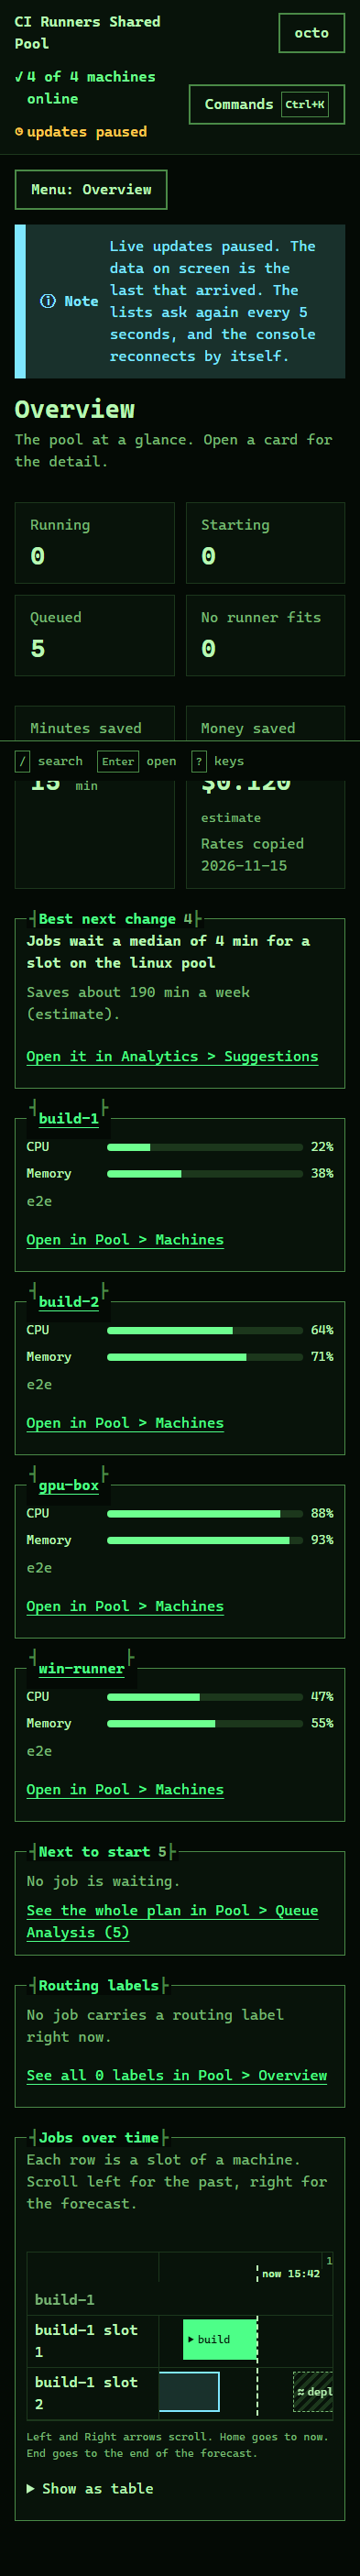 CI Runners Shared
Pool
octo
✓ 4 of 4 machines
online
updates paused
Commands Ctrl+K
Menu: Overview
Live updates paused. The
data on screen is the
ⓘ Note last that arrived. The
lists ask again every 5
seconds, and the console
reconnects by itself.
Overview
The pool at a glance. Open a card for
the detail.
Running
0
Starting
0
Queued
5
No runner fits
0
Minutes saved
Money saved
/ search Enter open ? keys
15 min
$0.120
estimate
Rates copied
2026-11-15
Best next change 4
Jobs wait a median of 4 min for a
slot on the linux pool
Saves about 190 min a week
(estimate).
Open it in Analytics > Suggestions
build-1
CPU 22%
Memory 38%
e2e
Open in Pool > Machines
build-2
CPU 64%
Memory 71%
e2e
Open in Pool > Machines
gpu-box
CPU 88%
Memory 93%
e2e
Open in Pool > Machines
win-runner
CPU 47%
Memory 55%
e2e
Open in Pool > Machines
Next to start 5
No job is waiting.
See the whole plan in Pool > Queue
Analysis (5)
Routing labels
No job carries a routing label
right now.
See all 0 labels in Pool > Overview
Jobs over time
Each row is a slot of a machine.
Scroll left for the past, right for
the forecast.
now 15:42
build-1
build-1 slot
1
▶ build
build-1 slot
2
≈ depl
Left and Right arrows scroll. Home goes to now.
End goes to the end of the forecast.
▶ Show as table